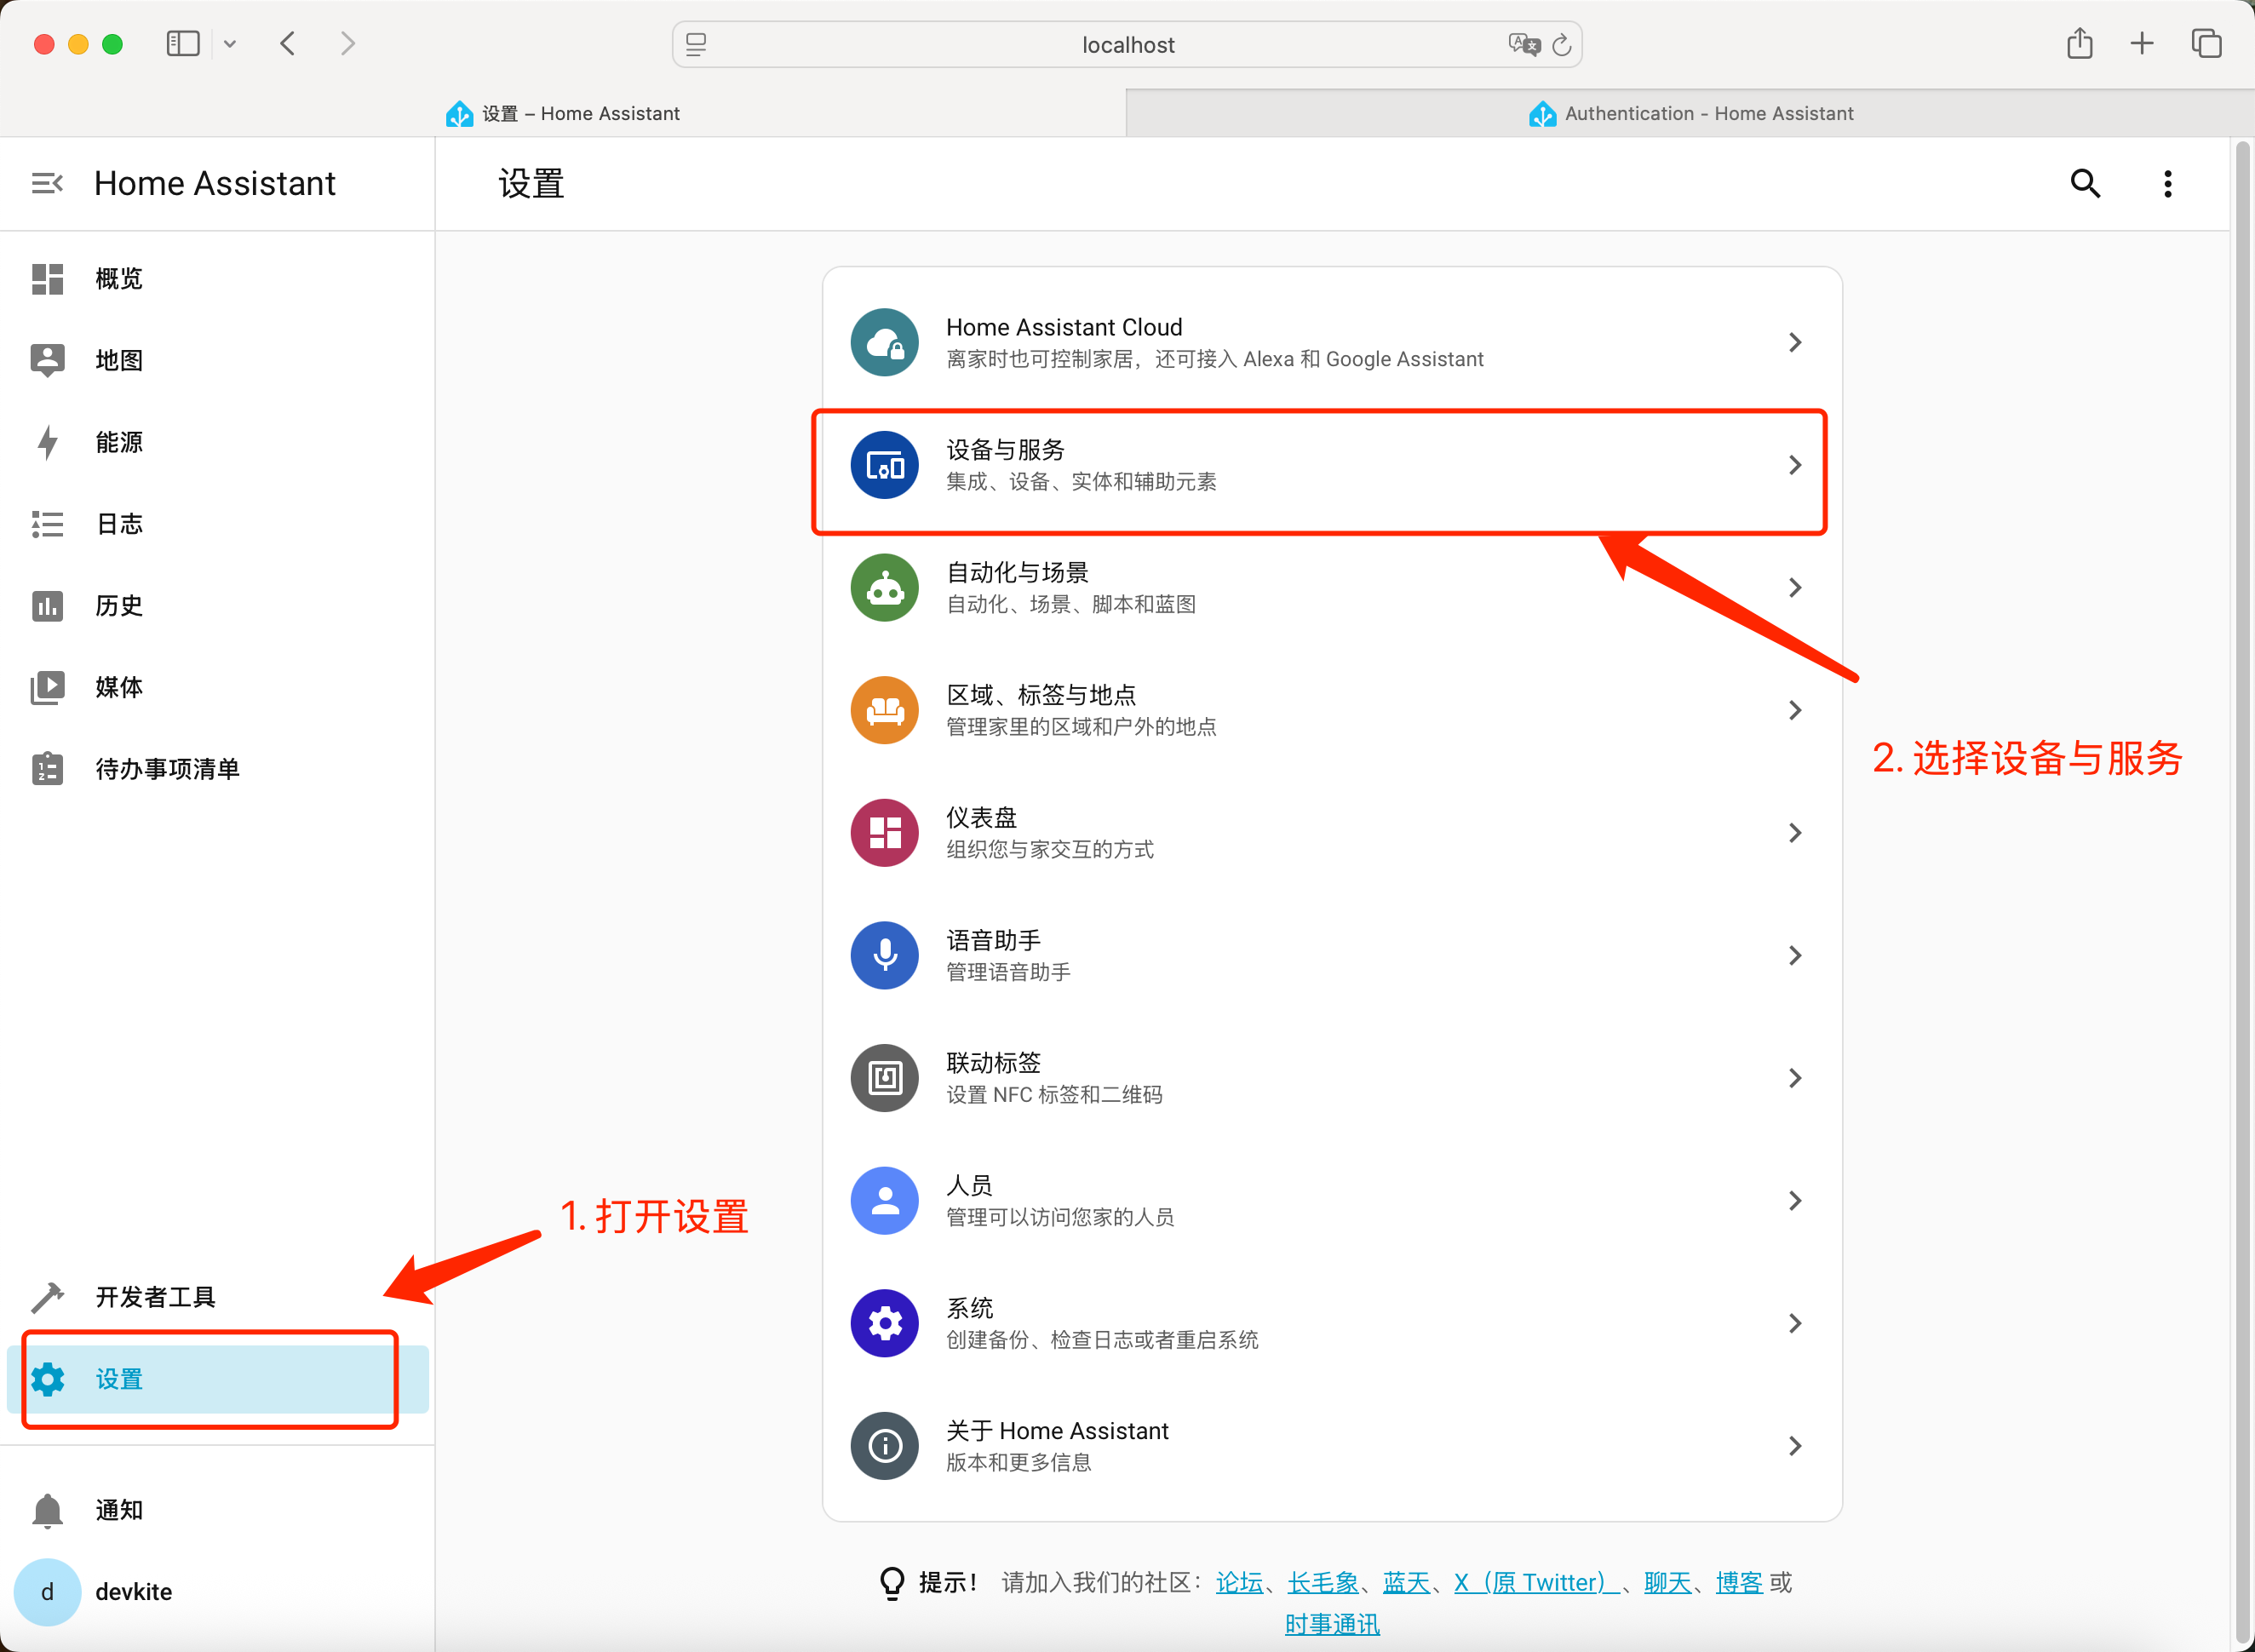 localhost
设置 – Home Assistant
Authentication - Home Assistant
Home Assistant
设置
概览
地图
能源
日志
历史
媒体
待办事项清单
开发者工具
设置
通知
d
devkite
Home Assistant Cloud
离家时也可控制家居，还可接入 Alexa 和 Google Assistant
设备与服务
集成、设备、实体和辅助元素
自动化与场景
自动化、场景、脚本和蓝图
区域、标签与地点
管理家里的区域和户外的地点
仪表盘
组织您与家交互的方式
语音助手
管理语音助手
联动标签
设置 NFC 标签和二维码
人员
管理可以访问您家的人员
系统
创建备份、检查日志或者重启系统
关于 Home Assistant
版本和更多信息
提示！ 请加入我们的社区：论坛、长毛象、蓝天、X（原 Twitter）、聊天、博客 或
时事通讯
1. 打开设置
2. 选择设备与服务